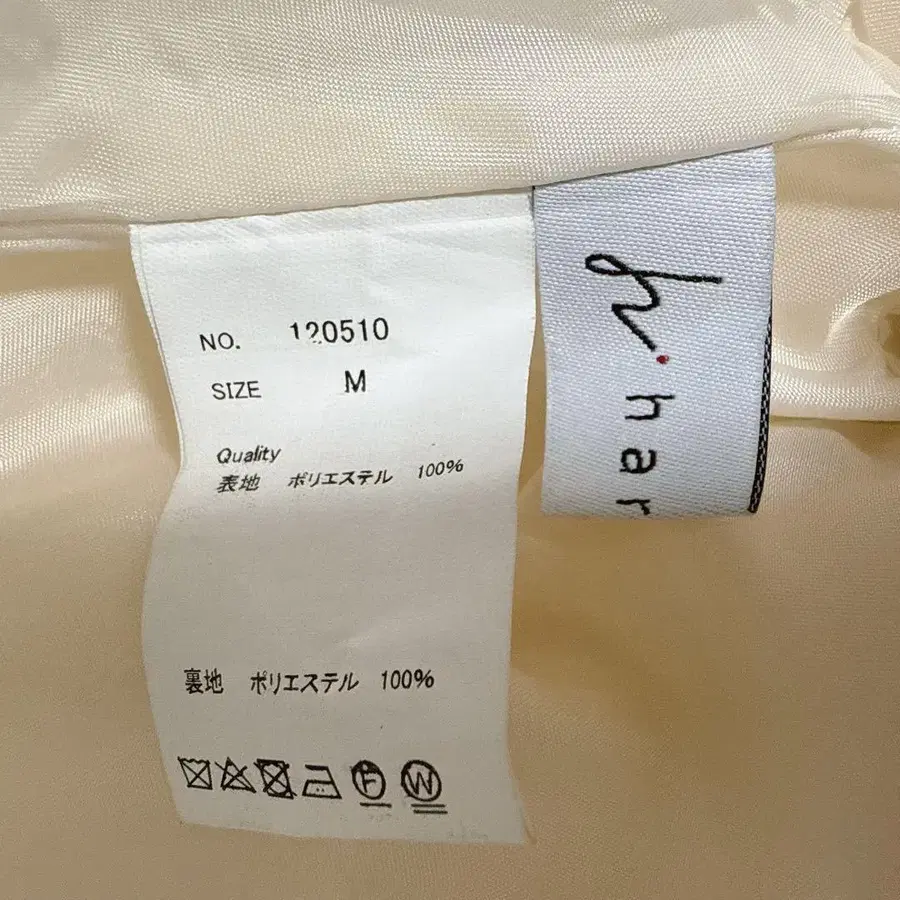 NO. 120510
SIZE M
Quality
表地 ポリエステル 100%
裏地 ポリエステル 100%
F W
h.
har